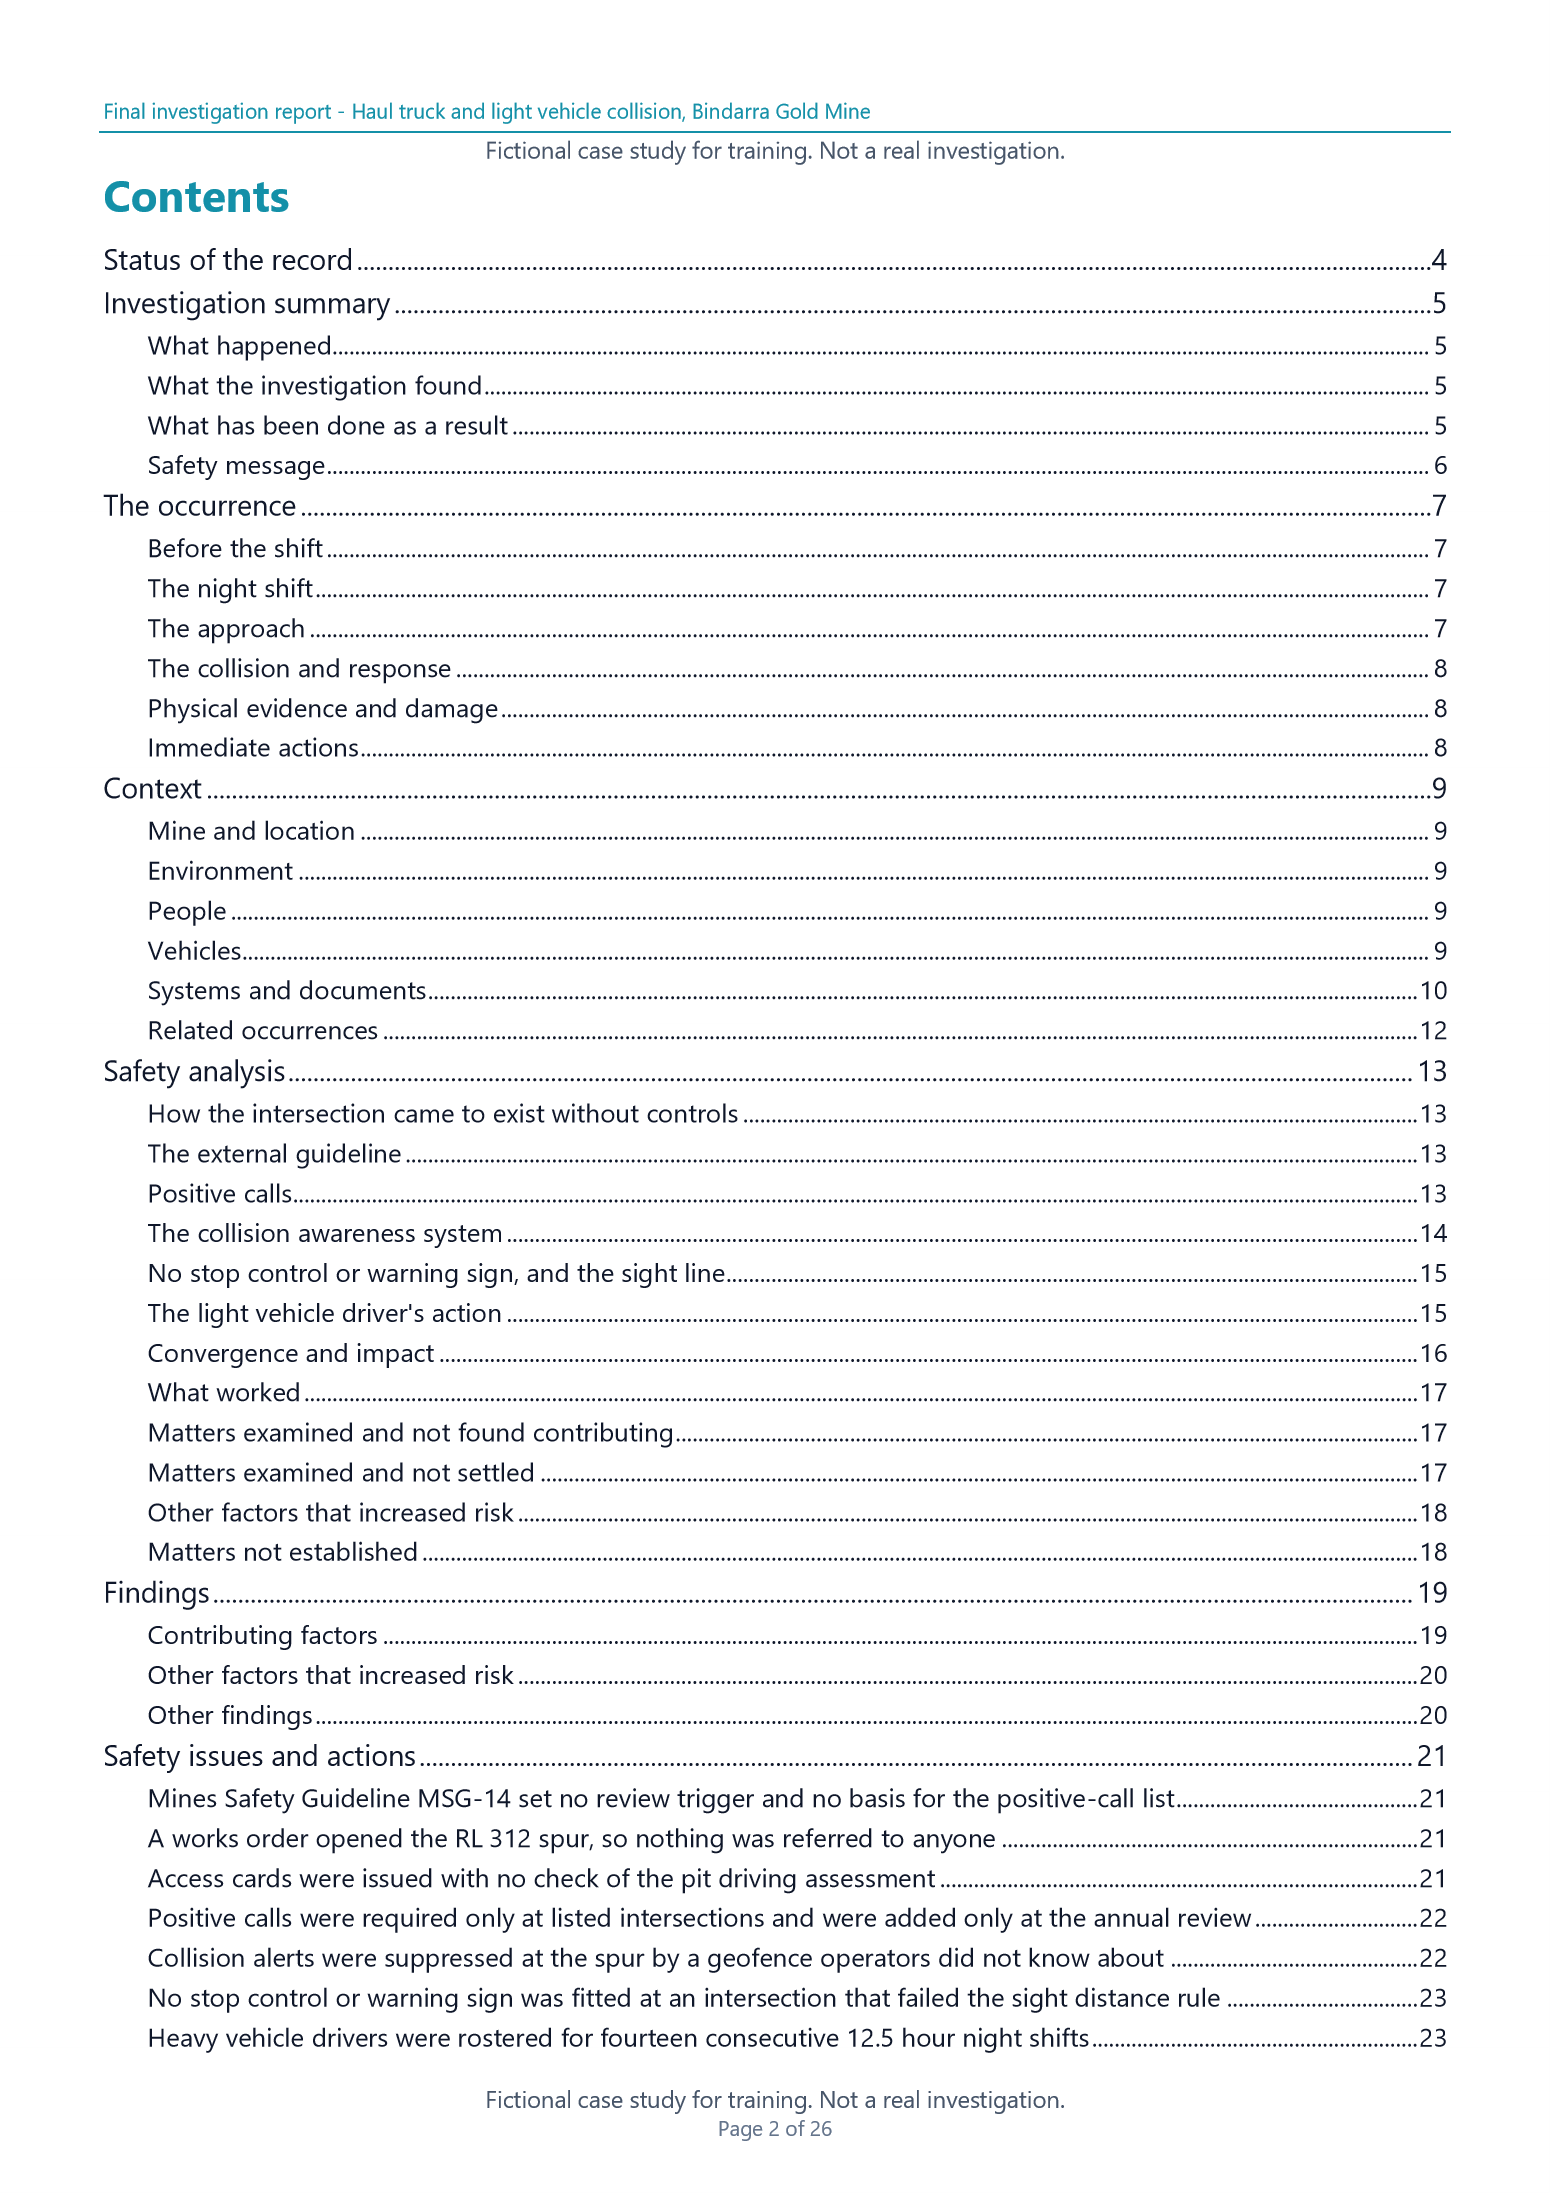 Final investigation report - Haul truck and light vehicle collision, Bindarra Gold Mine
Fictional case study for training. Not a real investigation.
Contents
Status of the record 4
Investigation summary 5
What happened 5
What the investigation found 5
What has been done as a result 5
Safety message 6
The occurrence 7
Before the shift 7
The night shift 7
The approach 7
The collision and response 8
Physical evidence and damage 8
Immediate actions 8
Context 9
Mine and location 9
Environment 9
People 9
Vehicles 9
Systems and documents 10
Related occurrences 12
Safety analysis 13
How the intersection came to exist without controls 13
The external guideline 13
Positive calls 13
The collision awareness system 14
No stop control or warning sign, and the sight line 15
The light vehicle driver's action 15
Convergence and impact 16
What worked 17
Matters examined and not found contributing 17
Matters examined and not settled 17
Other factors that increased risk 18
Matters not established 18
Findings 19
Contributing factors 19
Other factors that increased risk 20
Other findings 20
Safety issues and actions 21
Mines Safety Guideline MSG-14 set no review trigger and no basis for the positive-call list 21
A works order opened the RL 312 spur, so nothing was referred to anyone 21
Access cards were issued with no check of the pit driving assessment 21
Positive calls were required only at listed intersections and were added only at the annual review 22
Collision alerts were suppressed at the spur by a geofence operators did not know about 22
No stop control or warning sign was fitted at an intersection that failed the sight distance rule 23
Heavy vehicle drivers were rostered for fourteen consecutive 12.5 hour night shifts 23
Fictional case study for training. Not a real investigation.
Page 2 of 26